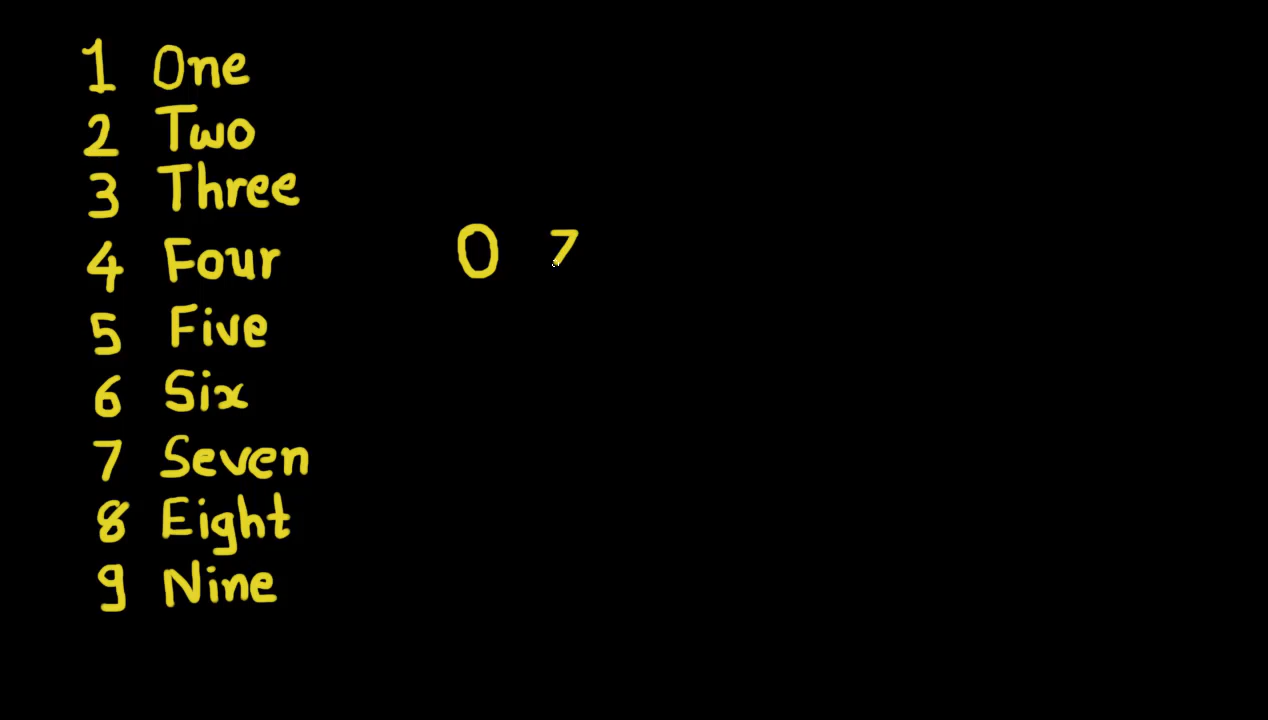 1 One
2 Two
3 Three
4 Four
5 Five
6 Six
7 Seven
8 Eight
9 Nine
0 7